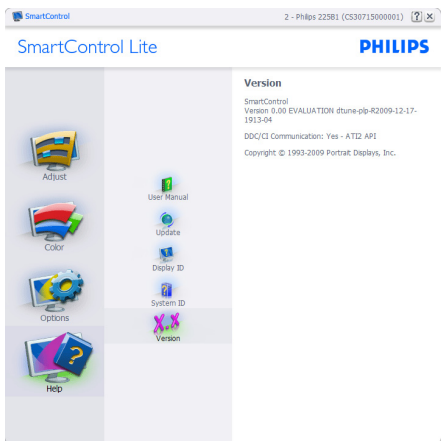 SmartControl
2 - Philips 225B1 (CS30715000001)
SmartControl Lite
PHILIPS
Adjust
Color
Options
Help
User Manual
Update
Display ID
System ID
X.X
Version
Version
SmartControl
Version 0.00 EVALUATION dtune-plp-R2009-12-17-
1913-04
DDC/CI Communication: Yes - ATI2 API
Copyright © 1993-2009 Portrait Displays, Inc.